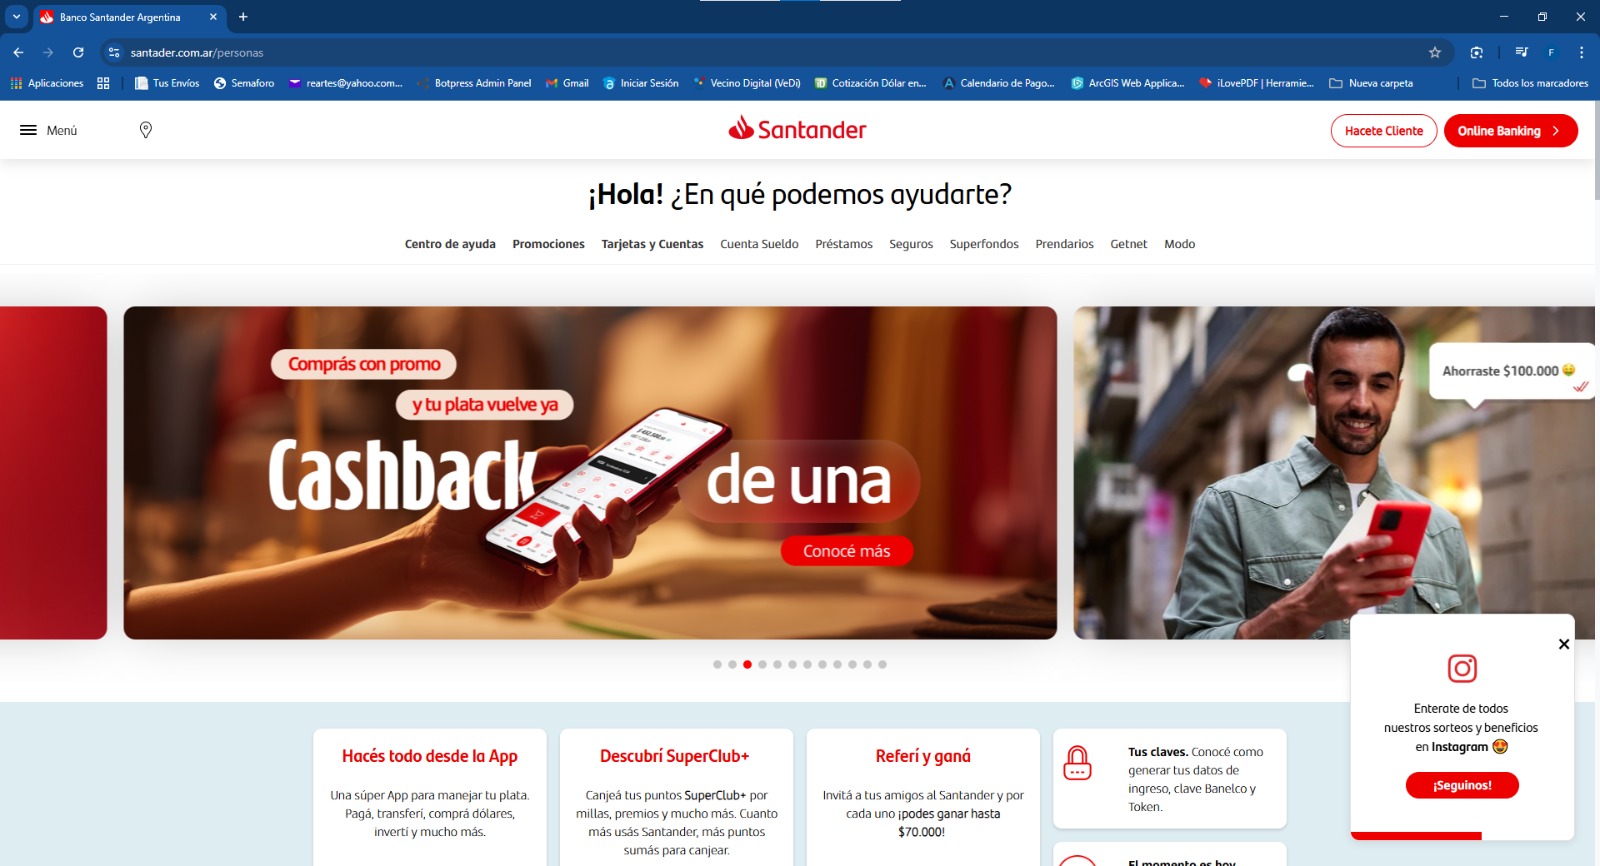 Banco Santander Argentina
santader.com.ar/personas
F
Aplicaciones
Tus Envíos
Semaforo
reartes@yahoo.com...
Botpress Admin Panel
Gmail
Iniciar Sesión
Vecino Digital (VeDi)
Cotización Dólar en...
Calendario de Pago...
ArcGIS Web Applica...
iLovePDF | Herramie...
Nueva carpeta
Todos los marcadores
Menú
Santander
Hacete Cliente
Online Banking
¡Hola! ¿En qué podemos ayudarte?
Centro de ayuda
Promociones
Tarjetas y Cuentas
Cuenta Sueldo
Préstamos
Seguros
Superfondos
Prendarios
Getnet
Modo
Comprás con promo
y tu plata vuelve ya
Cashback
de una
Conocé más
Ahorraste $100.000 🤑
Hacés todo desde la App
Una súper App para manejar tu plata.
Pagá, transferí, comprá dólares,
invertí y mucho más.
Descubrí SuperClub+
Canjeá tus puntos SuperClub+ por
millas, premios y mucho más. Cuanto
más usás Santander, más puntos
sumás para canjear.
Referí y ganá
Invitá a tus amigos al Santander y por
cada uno ¡podes ganar hasta
$70.000!
Tus claves. Conocé como
generar tus datos de
ingreso, clave Banelco y
Token.
El momento es hoy
Enterate de todos
nuestros sorteos y beneficios
en Instagram 😍
¡Seguinos!